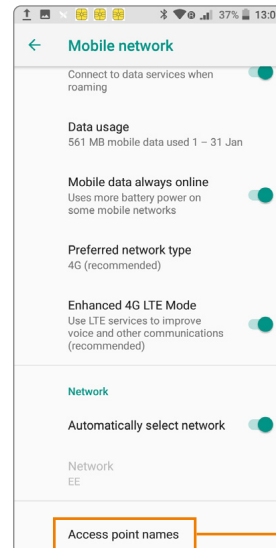 37% 13:0
Mobile network
Connect to data services when
roaming
Data usage
561 MB mobile data used 1 – 31 Jan
Mobile data always online
Uses more battery power on
some mobile networks
Preferred network type
4G (recommended)
Enhanced 4G LTE Mode
Use LTE services to improve
voice and other communications
(recommended)
Network
Automatically select network
Network
EE
Access point names